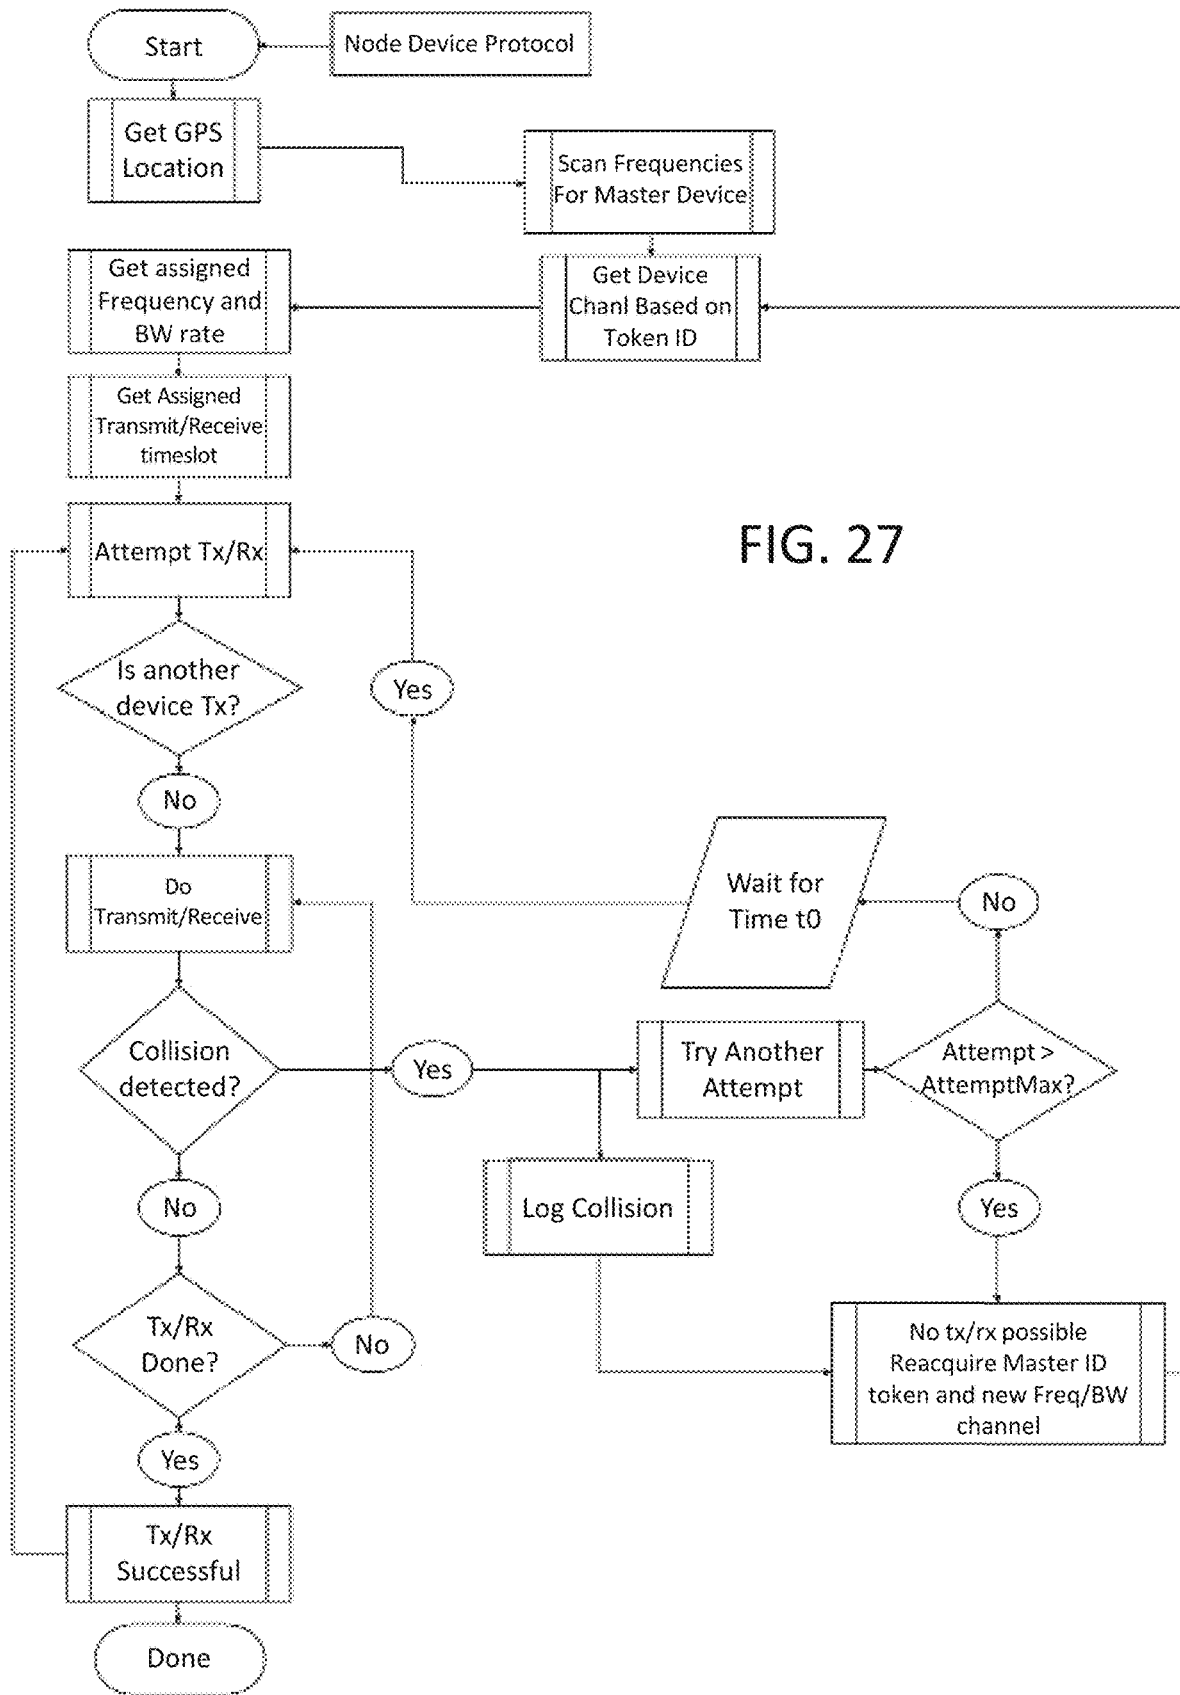 Start
Node Device Protocol
Get GPS
Location
Scan Frequencies
For Master Device
Get Device
Chanl Based on
Token ID
Get assigned
Frequency and
BW rate
Get Assigned
Transmit/Receive
timeslot
Attempt Tx/Rx
FIG. 27
Is another
device Tx?
Yes
No
Do
Transmit/Receive
Wait for
Time t0
No
Collision
detected?
Yes
Try Another
Attempt
Attempt >
AttemptMax?
No
Log Collision
Yes
Tx/Rx
Done?
No
No tx/rx possible
Reacquire Master ID
token and new Freq/BW
channel
Yes
Tx/Rx
Successful
Done